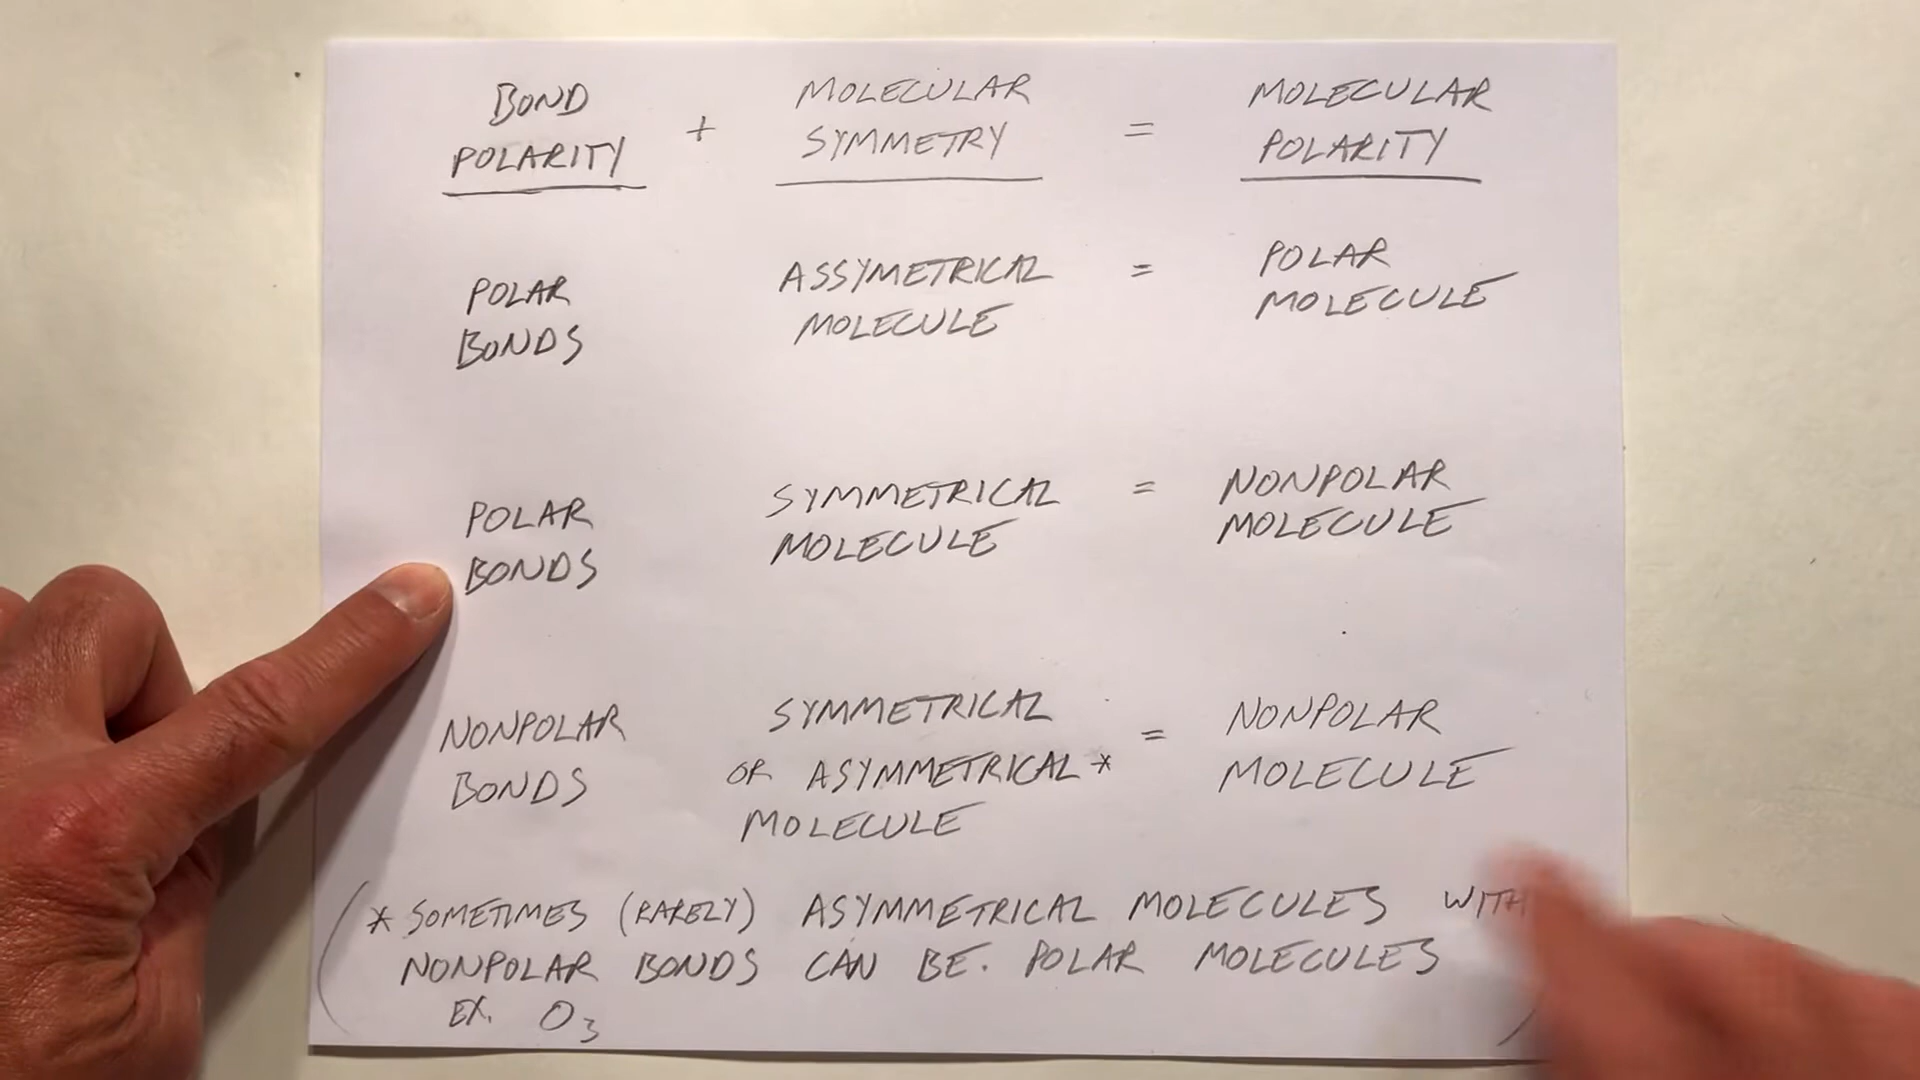 BOND
POLARITY
+
MOLECULAR
SYMMETRY
=
MOLECULAR
POLARITY
POLAR
BONDS
ASSYMETRICAL
MOLECULE
=
POLAR
MOLECULE
POLAR
BONDS
SYMMETRICAL
MOLECULE
=
NONPOLAR
MOLECULE
NONPOLAR
BONDS
SYMMETRICAL
OR ASYMMETRICAL *
MOLECULE
=
NONPOLAR
MOLECULE
(* SOMETIMES (RARELY) ASYMMETRICAL MOLECULES WITH
NONPOLAR BONDS CAN BE. POLAR MOLECULES
EX. O3 )